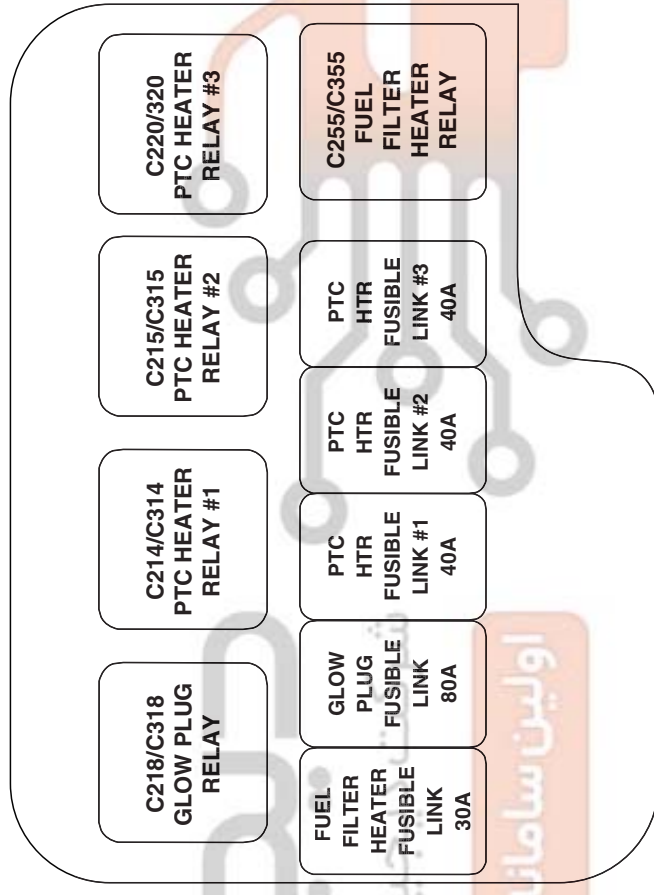 C218/C318
GLOW PLUG
RELAY
C214/C314
PTC HEATER
RELAY #1
C215/C315
PTC HEATER
RELAY #2
C220/320
PTC HEATER
RELAY #3
FUEL
FILTER
HEATER
FUSIBLE
LINK
30A
GLOW
PLUG
FUSIBLE
LINK
80A
PTC
HTR
FUSIBLE
LINK #1
40A
PTC
HTR
FUSIBLE
LINK #2
40A
PTC
HTR
FUSIBLE
LINK #3
40A
C255/C355
FUEL
FILTER
HEATER
RELAY